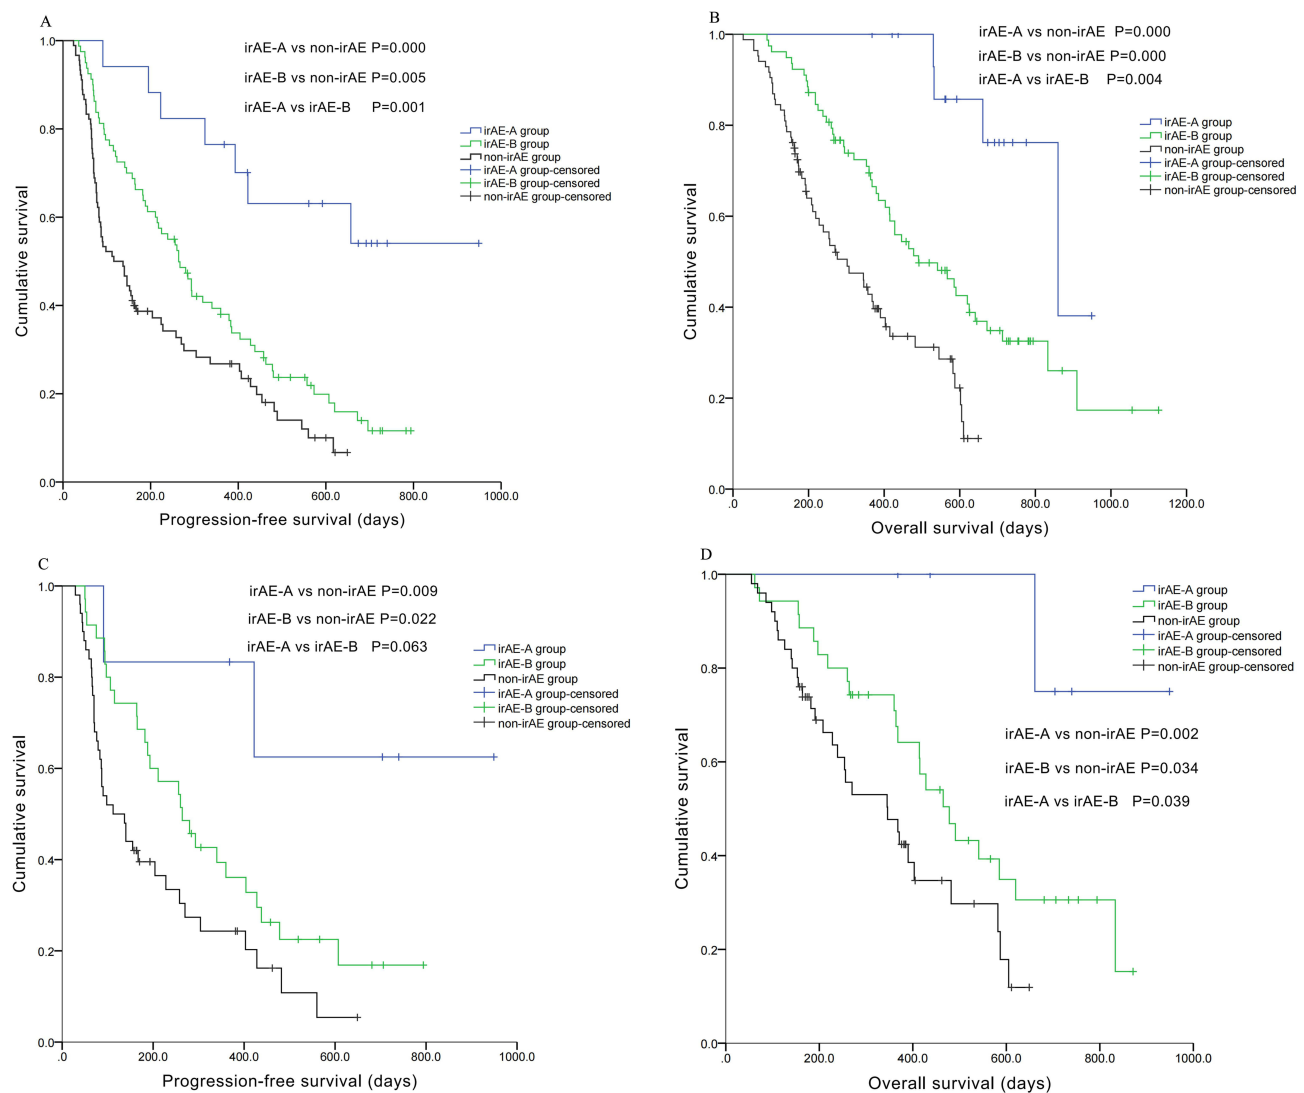 A
irAE-A vs non-irAE P=0.000
irAE-B vs non-irAE P=0.005
irAE-A vs irAE-B P=0.001
irAE-A group
irAE-B group
non-irAE group
irAE-A group-censored
irAE-B group-censored
non-irAE group-censored
Cumulative survival
1.0
0.8
0.6
0.4
0.2
0.0
.0 200.0 400.0 600.0 800.0 1000.0
Progression-free survival (days)
B
irAE-A vs non-irAE P=0.000
irAE-B vs non-irAE P=0.000
irAE-A vs irAE-B P=0.004
irAE-A group
irAE-B group
non-irAE group
irAE-A group-censored
irAE-B group-censored
non-irAE group-censored
Cumulative survival
1.0
0.8
0.6
0.4
0.2
0.0
.0 200.0 400.0 600.0 800.0 1000.0 1200.0
Overall survival (days)
C
irAE-A vs non-irAE P=0.009
irAE-B vs non-irAE P=0.022
irAE-A vs irAE-B P=0.063
irAE-A group
irAE-B group
non-irAE group
irAE-A group-censored
irAE-B group-censored
non-irAE group-censored
Cumulative survival
1.0
0.8
0.6
0.4
0.2
0.0
.0 200.0 400.0 600.0 800.0 1000.0
Progression-free survival (days)
D
irAE-A group
irAE-B group
non-irAE group
irAE-A group-censored
irAE-B group-censored
non-irAE group-censored
irAE-A vs non-irAE P=0.002
irAE-B vs non-irAE P=0.034
irAE-A vs irAE-B P=0.039
Cumulative survival
1.0
0.8
0.6
0.4
0.2
0.0
.0 200.0 400.0 600.0 800.0 1000.0
Overall survival (days)